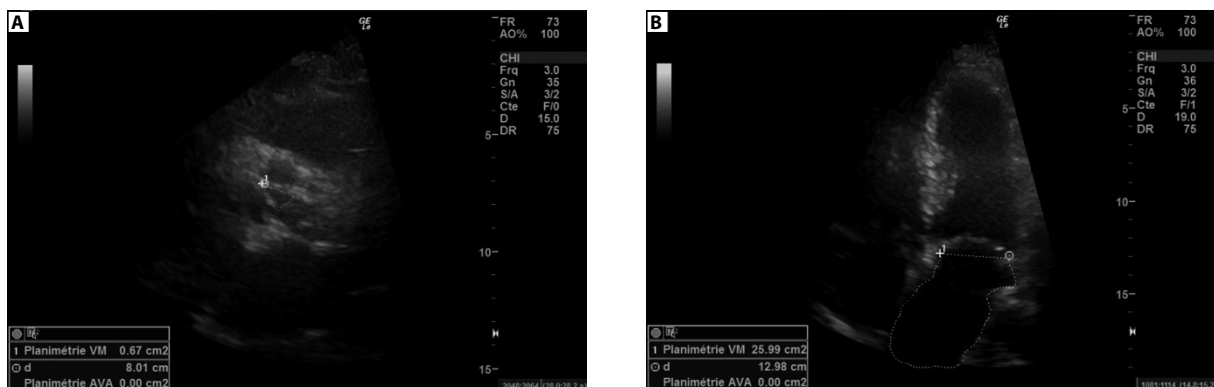 A
GE
L
FR 73
AO% 100
CHI
Frq 3.0
Gn 35
S/A 3/2
Cte F/0
D 15.0
DR 75
5
10
15
1
1 Planimétrie VM 0.67 cm2
d 8.01 cm
Planimétrie AVA 0.00 cm2
B
GE
L
FR 73
AO% 100
CHI
Frq 3.0
Gn 36
S/A 3/2
Cte F/1
D 19.0
DR 75
5
10
15
1
1 Planimétrie VM 25.99 cm2
d 12.98 cm
Planimétrie AVA 0.00 cm2